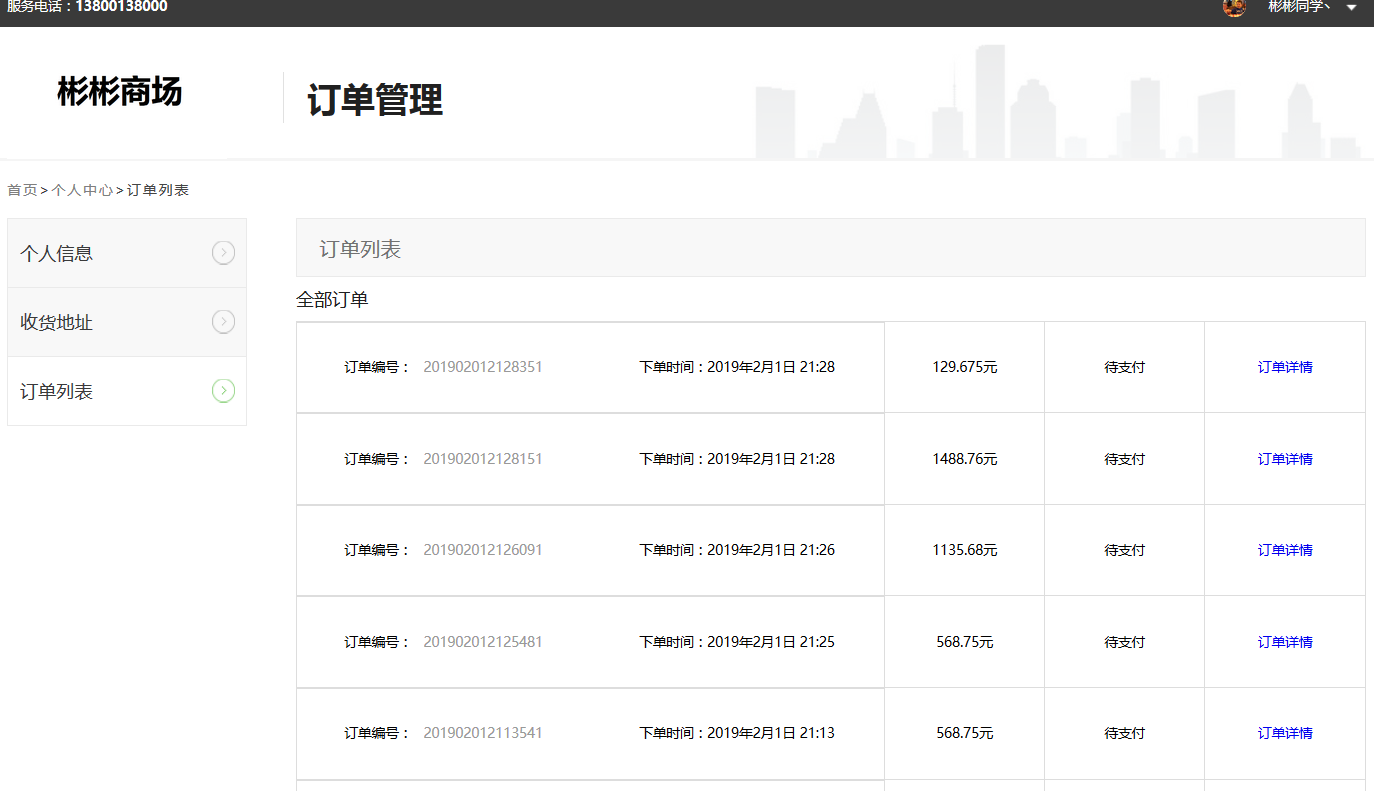 服务电话：13800138000 彬彬同学丶
彬彬商场 订单管理
首页>个人中心>订单列表
个人信息
收货地址
订单列表
订单列表
全部订单
订单编号： 201902012128351 下单时间：2019年2月1日 21:28 129.675元 待支付 订单详情
订单编号： 201902012128151 下单时间：2019年2月1日 21:28 1488.76元 待支付 订单详情
订单编号： 201902012126091 下单时间：2019年2月1日 21:26 1135.68元 待支付 订单详情
订单编号： 201902012125481 下单时间：2019年2月1日 21:25 568.75元 待支付 订单详情
订单编号： 201902012113541 下单时间：2019年2月1日 21:13 568.75元 待支付 订单详情